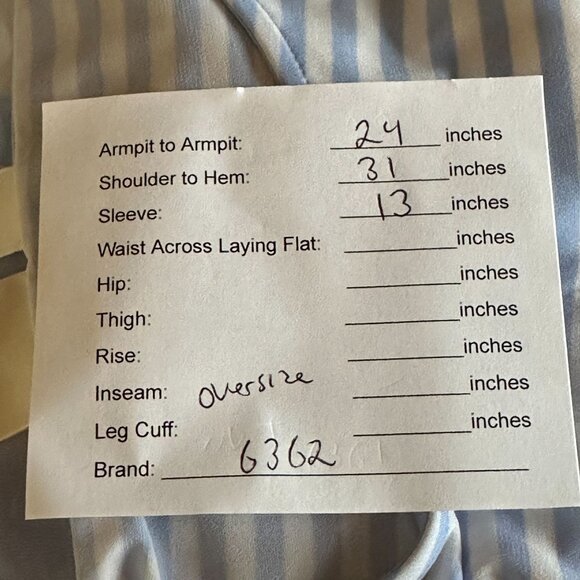 Armpit to Armpit: 24 inches
Shoulder to Hem: 31 inches
Sleeve: 13 inches
Waist Across Laying Flat: inches
Hip: inches
Thigh: inches
Rise: inches
Inseam: oversize inches
Leg Cuff: inches
Brand: 6362